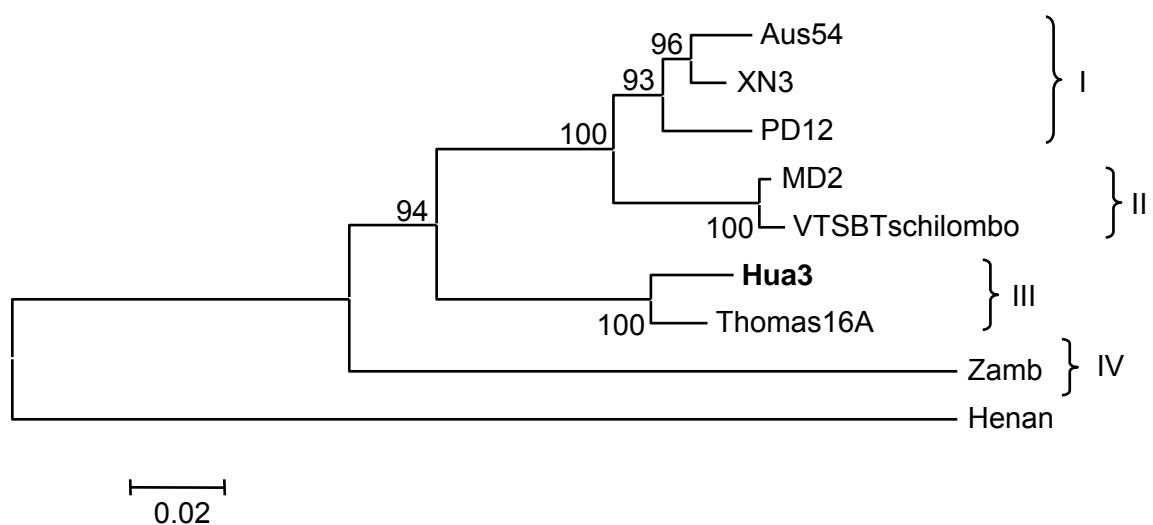 Aus54
96
XN3
93
I
PD12
100
MD2
II
100
VTSBTschilombo
94
Hua3
III
100
Thomas16A
Zamb
IV
Henan
0.02